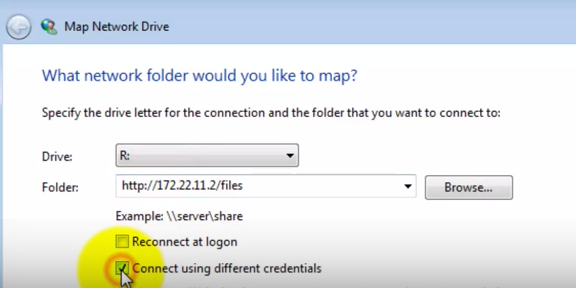 Map Network Drive
What network folder would you like to map?
Specify the drive letter for the connection and the folder that you want to connect to:
Drive: R:
Folder: http://172.22.11.2/files Browse...
Example: \\server\share
Reconnect at logon
Connect using different credentials